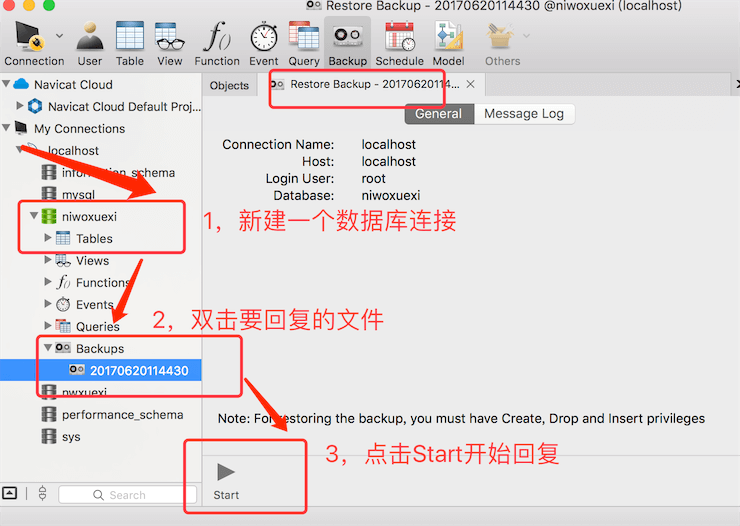 Restore Backup - 20170620114430 @niwoxuexi (localhost)
Connection User Table View Function Event Query Backup Schedule Model Others
Navicat Cloud
Navicat Cloud Default Proj...
My Connections
localhost
information_schema
mysql
niwoxuexi
Tables
Views
Functions
Events
Queries
Backups
20170620114430
nwxuexi
performance_schema
sys
Search
Objects Restore Backup - 20170620114...
General Message Log
Connection Name: localhost
Host: localhost
Login User: root
Database: niwoxuexi
1，新建一个数据库连接
2，双击要回复的文件
Note: For restoring the backup, you must have Create, Drop and Insert privileges
3，点击Start开始回复
Start